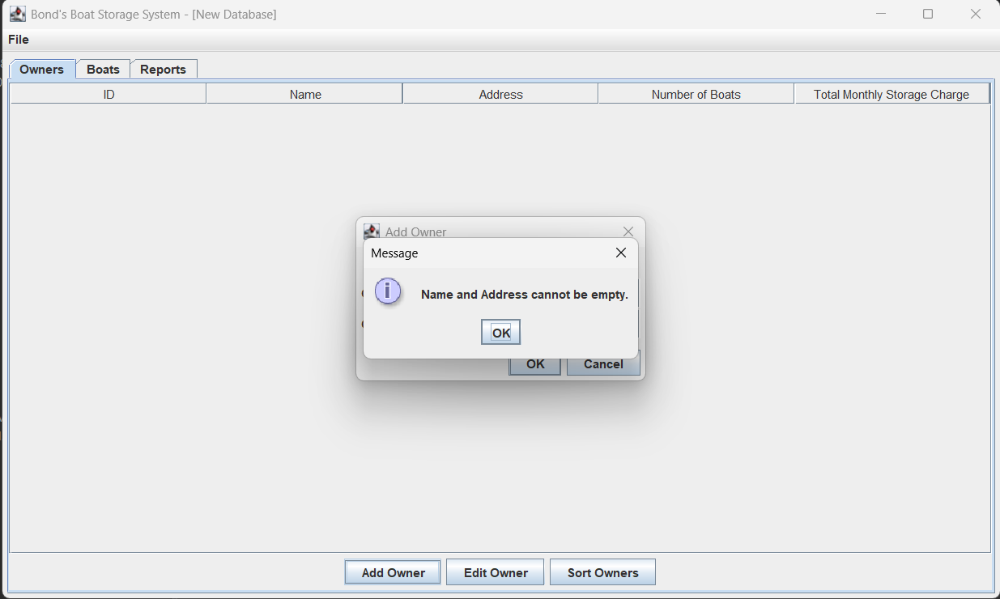 Bond's Boat Storage System - [New Database]
File
Owners Boats Reports
ID Name Address Number of Boats Total Monthly Storage Charge
Add Owner
Message
i Name and Address cannot be empty.
OK
OK Cancel
Add Owner Edit Owner Sort Owners